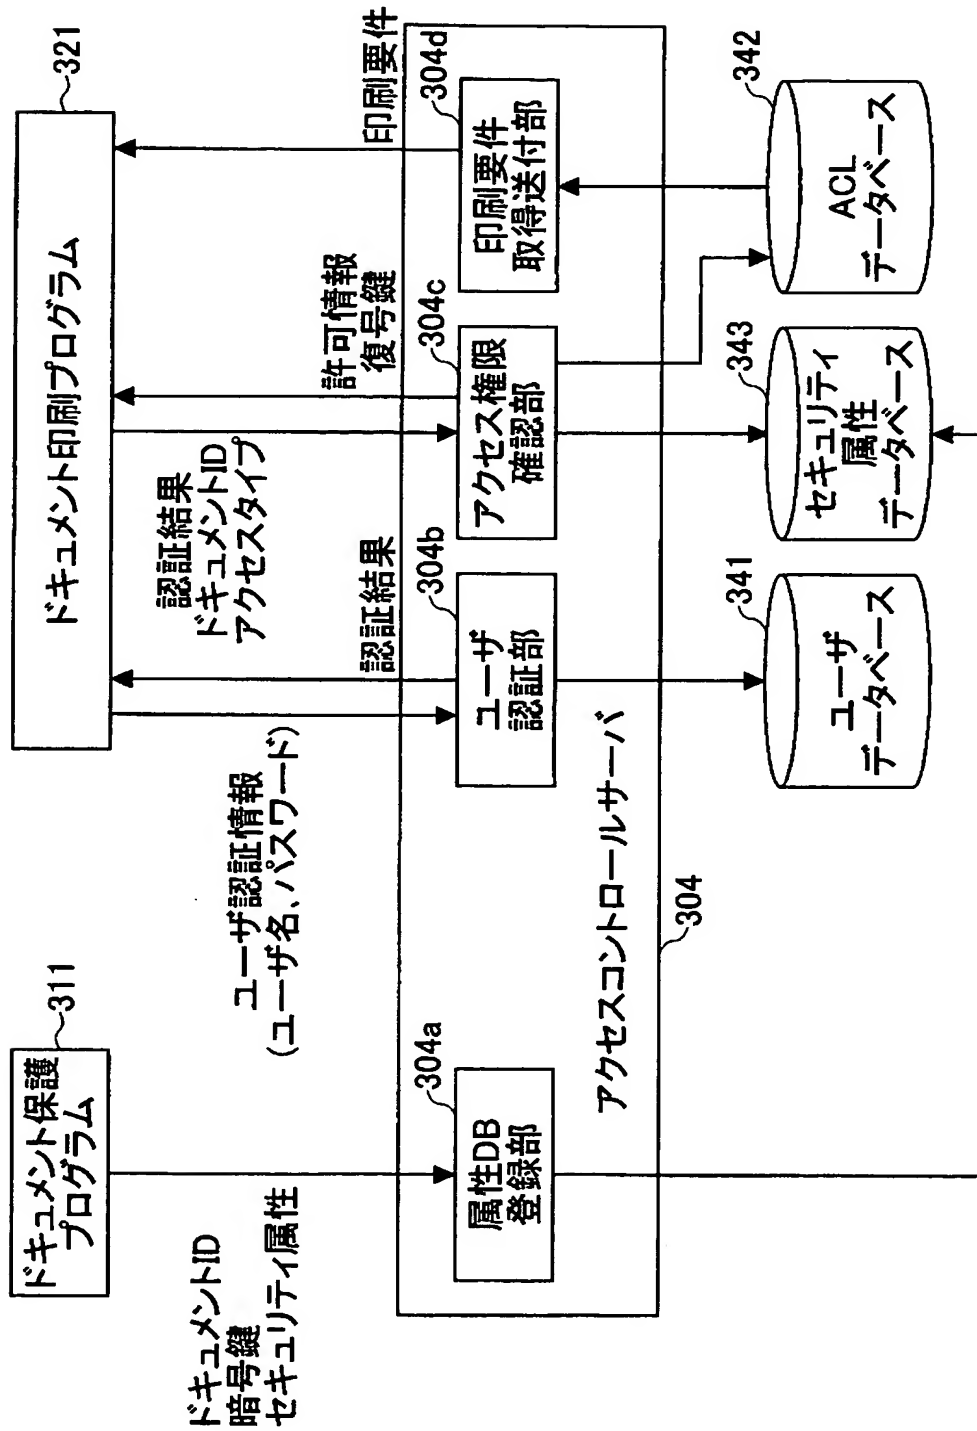 ドキュメント保護
プログラム
311
ドキュメント印刷プログラム
321
ドキュメントID
暗号鍵
セキュリティ属性
ユーザ認証情報
(ユーザ名、パスワード)
認証結果
認証結果
ドキュメントID
アクセスタイプ
許可情報
復号鍵
印刷要件
属性DB
登録部
304a
ユーザ
認証部
304b
アクセス権限
確認部
304c
印刷要件
取得送付部
304d
アクセスコントロールサーバ
304
ユーザ
データベース
341
セキュリティ
属性
データベース
343
ACL
データベース
342